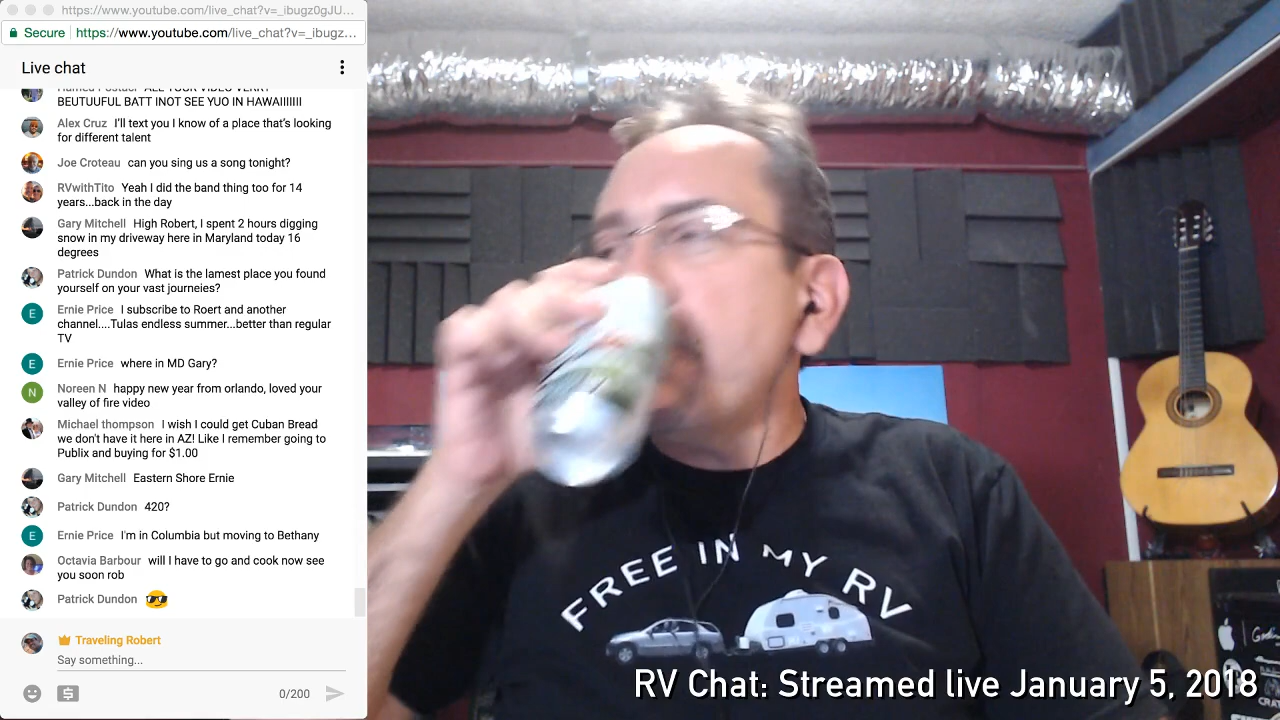 https://www.youtube.com/live_chat?v=_ibugz0gJU...
Secure https://www.youtube.com/live_chat?v=_ibugz...
Live chat
BEUTUUFUL BATT INOT SEE YUO IN HAWAIIIIIII
Alex Cruz I'll text you I know of a place that's looking
for different talent
Joe Croteau can you sing us a song tonight?
RVwithTito Yeah I did the band thing too for 14
years...back in the day
Gary Mitchell High Robert, I spent 2 hours digging
snow in my driveway here in Maryland today 16
degrees
Patrick Dundon What is the lamest place you found
yourself on your vast journeies?
Ernie Price I subscribe to Roert and another
channel....Tulas endless summer...better than regular
TV
Ernie Price where in MD Gary?
Noreen N happy new year from orlando, loved your
valley of fire video
Michael thompson I wish I could get Cuban Bread
we don't have it here in AZ! Like I remember going to
Publix and buying for $1.00
Gary Mitchell Eastern Shore Ernie
Patrick Dundon 420?
Ernie Price I'm in Columbia but moving to Bethany
Octavia Barbour will I have to go and cook now see
you soon rob
Patrick Dundon
Traveling Robert
Say something...
0/200
FREE IN MY RV
RV Chat: Streamed live January 5, 2018